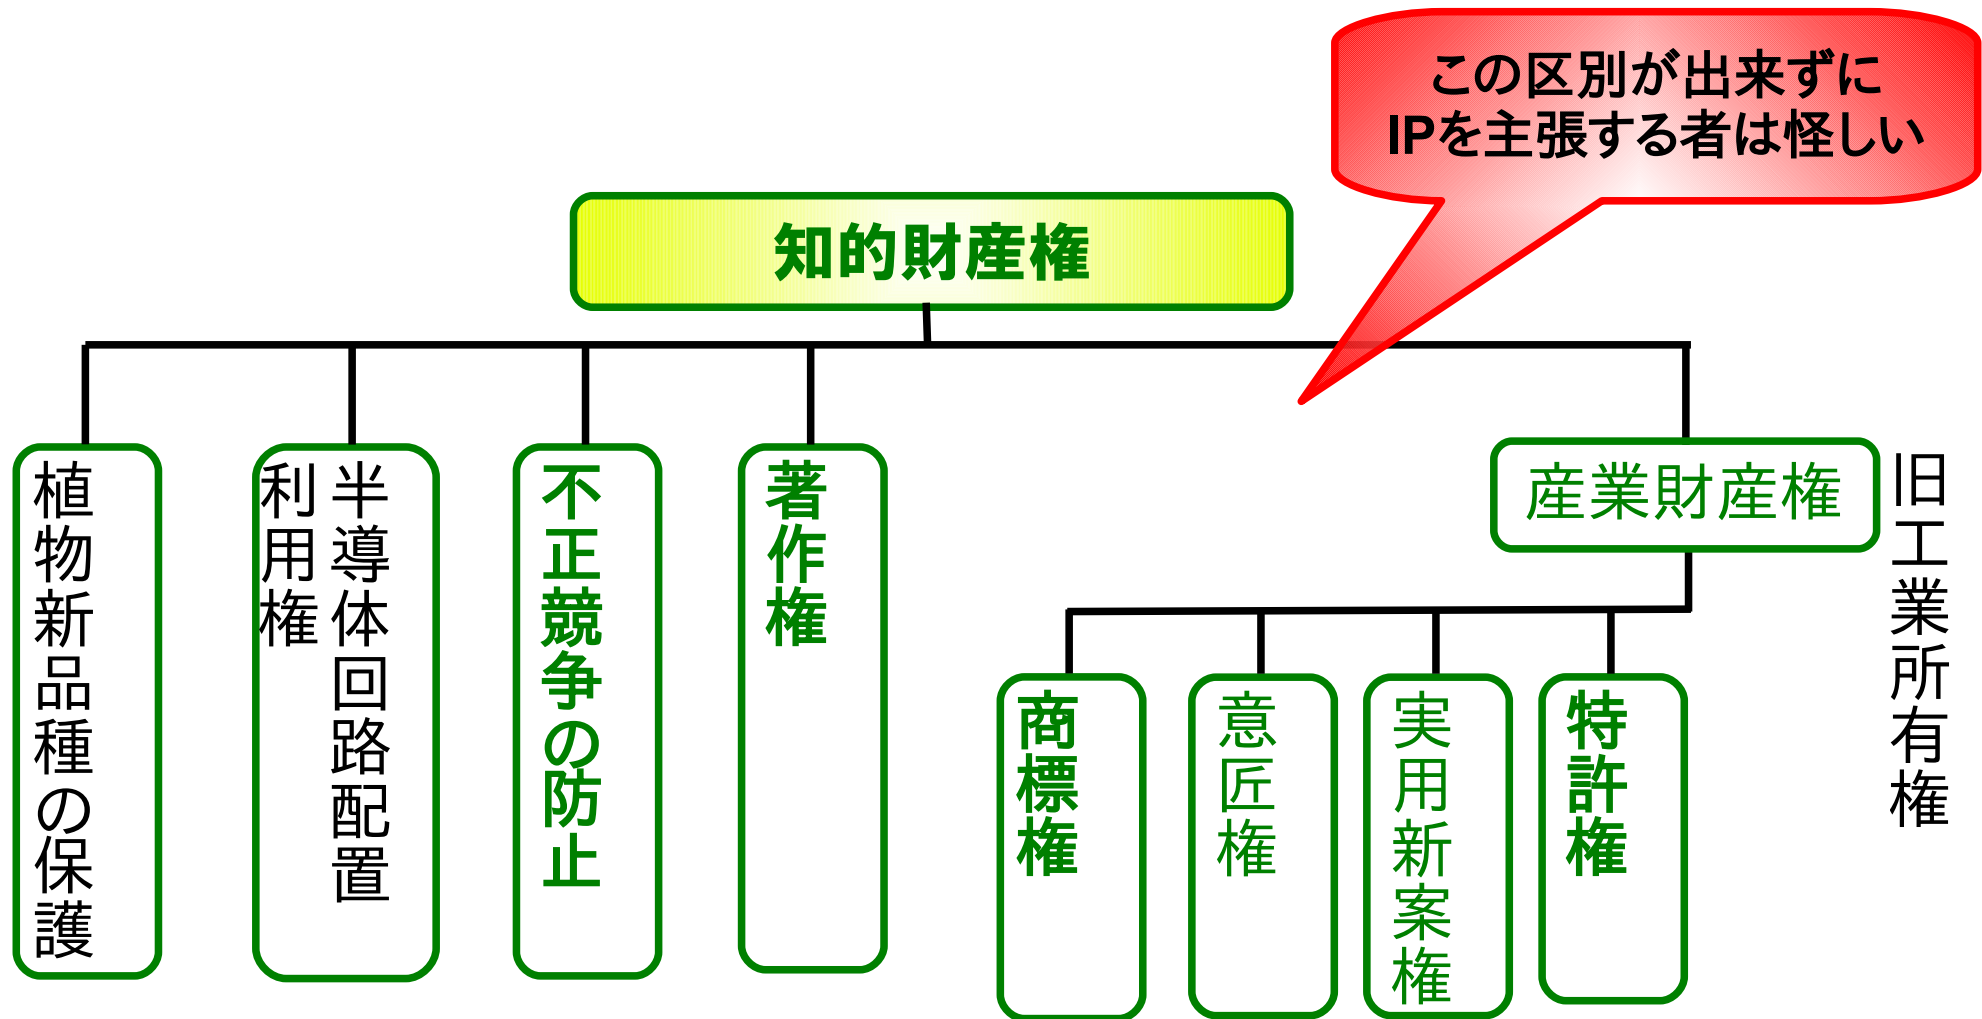 この区別が出来ずに
IPを主張する者は怪しい
知的財産権
植物新品種の保護
半導体回路配置
利用権
不正競争の防止
著作権
産業財産権
旧工業所有権
商標権
意匠権
実用新案権
特許権